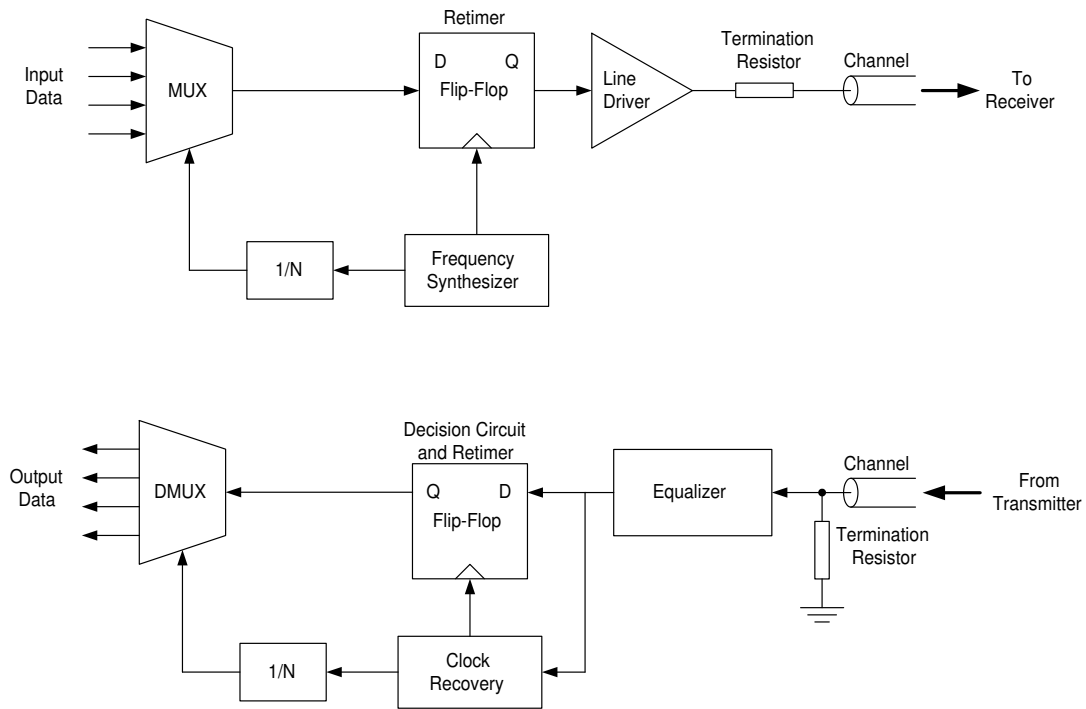 Retimer
Input
Data
MUX
D Q
Flip-Flop
Line
Driver
Termination
Resistor
Channel
To
Receiver
1/N
Frequency
Synthesizer
Output
Data
DMUX
Decision Circuit
and Retimer
Q D
Flip-Flop
Equalizer
Channel
From
Transmitter
Termination
Resistor
1/N
Clock
Recovery